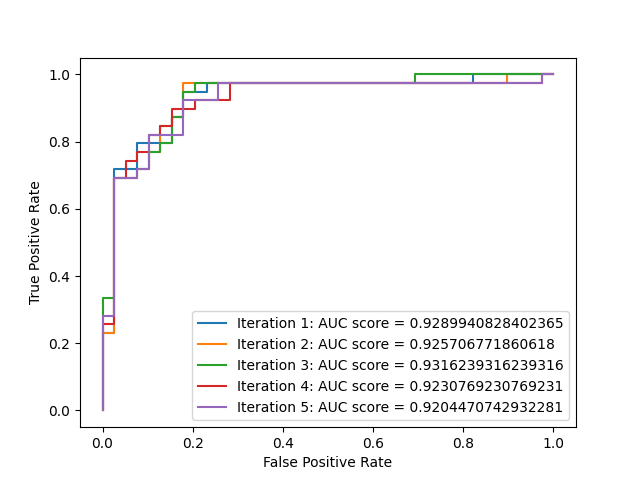 1.0
0.8
0.6
0.4
0.2
0.0
True Positive Rate
Iteration 1: AUC score = 0.9289940828402365
Iteration 2: AUC score = 0.925706771860618
Iteration 3: AUC score = 0.9316239316239316
Iteration 4: AUC score = 0.9230769230769231
Iteration 5: AUC score = 0.9204470742932281
0.0 0.2 0.4 0.6 0.8 1.0
False Positive Rate